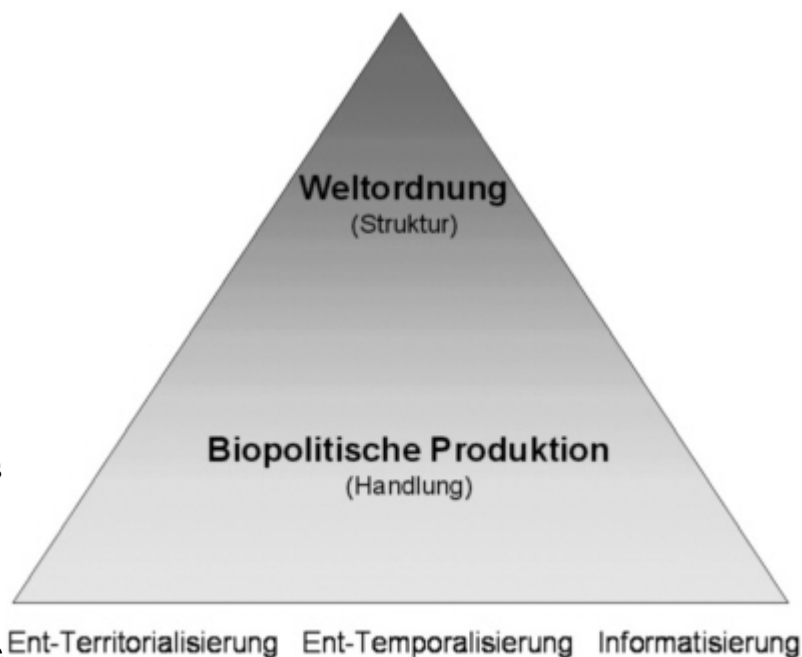 Weltordnung
(Struktur)
Biopolitische Produktion
(Handlung)
Ent-Territorialisierung Ent-Temporalisierung Informatisierung